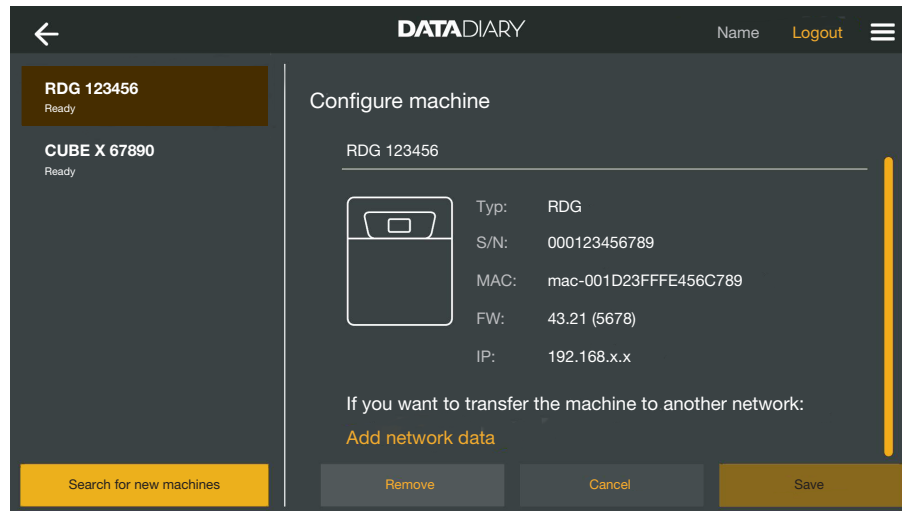 DATADIARY
Name
Logout
RDG 123456
Ready
CUBE X 67890
Ready
Search for new machines
Configure machine
RDG 123456
Typ: RDG
S/N: 000123456789
MAC: mac-001D23FFFE456C789
FW: 43.21 (5678)
IP: 192.168.x.x
If you want to transfer the machine to another network:
Add network data
Remove
Cancel
Save